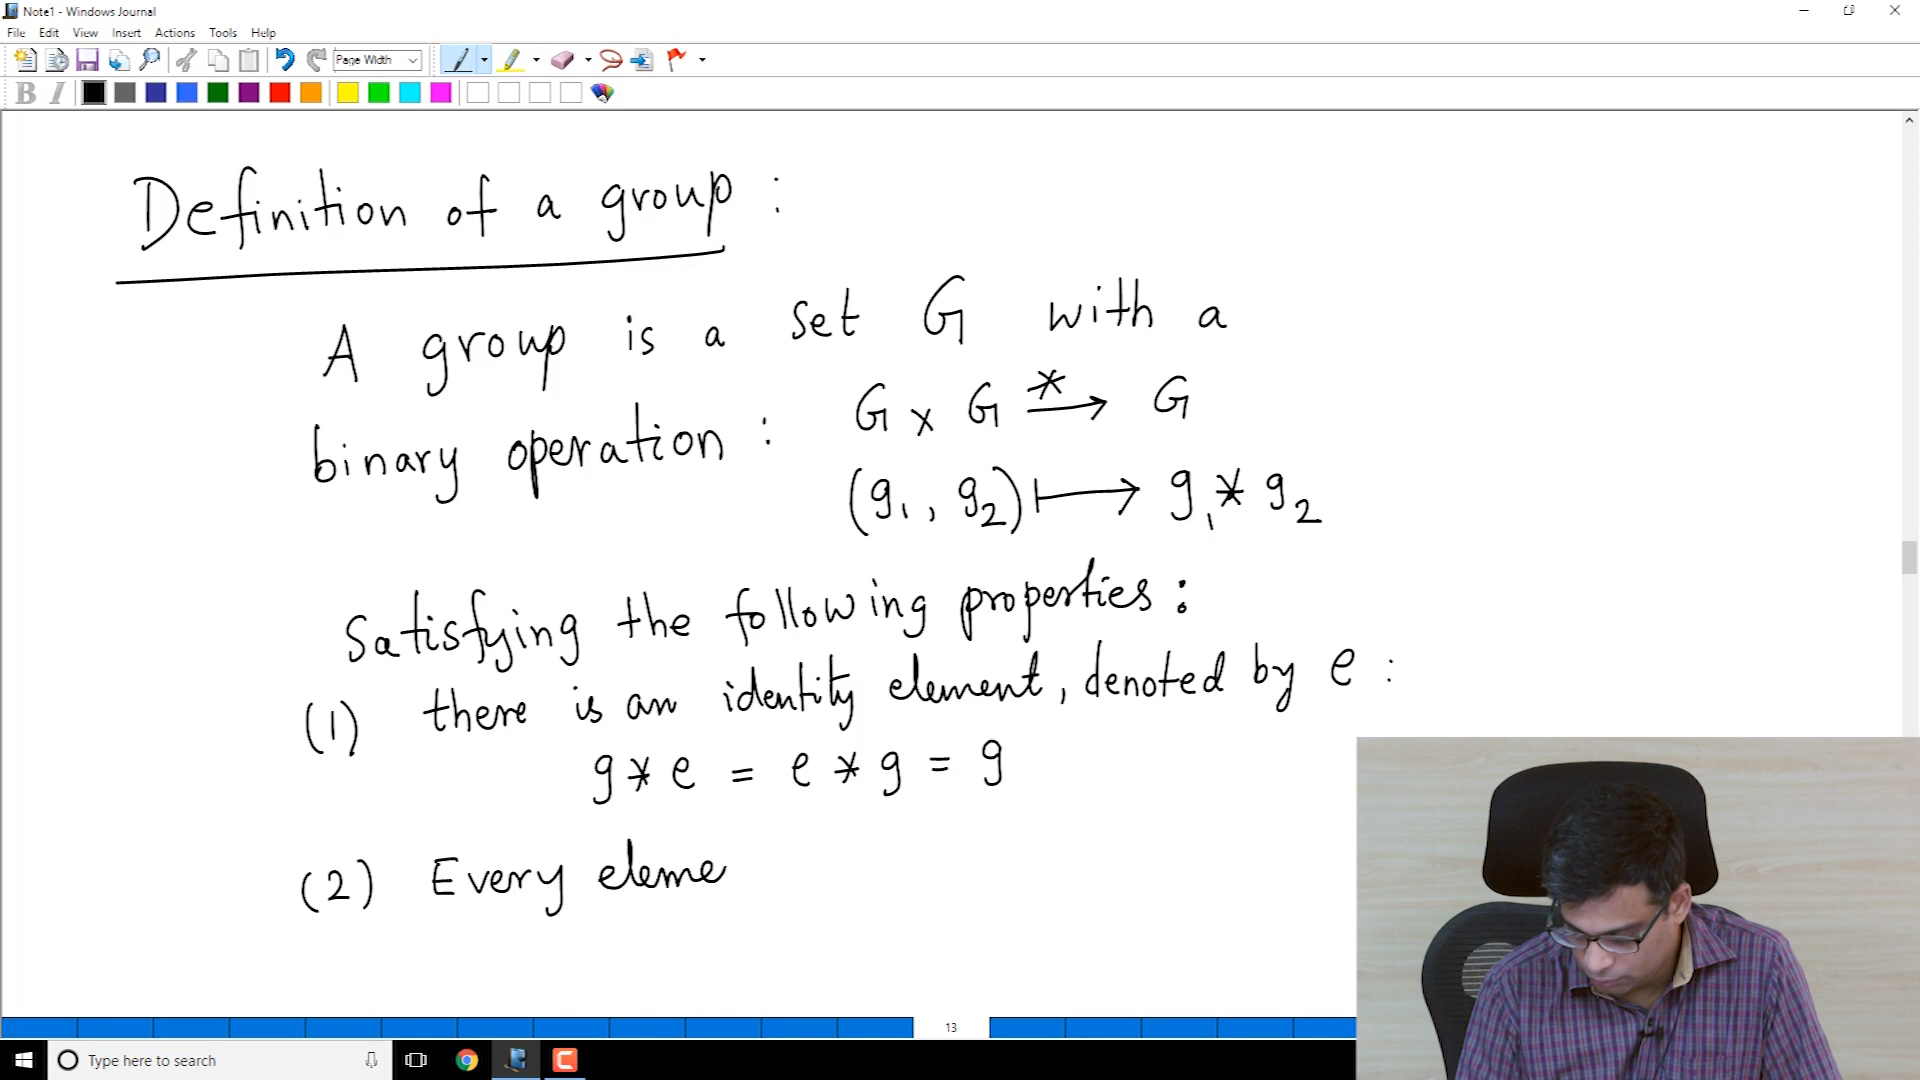 Note1 - Windows Journal
File Edit View Insert Actions Tools Help
Page Width
B I
Definition of a group :
A group is a set G with a
binary operation : G x G * → G
(g₁, g₂) ↦ g₁ * g₂
Satisfying the following properties :
(1) there is an identity element, denoted by e :
g * e = e * g = g
(2) Every eleme
13
Type here to search